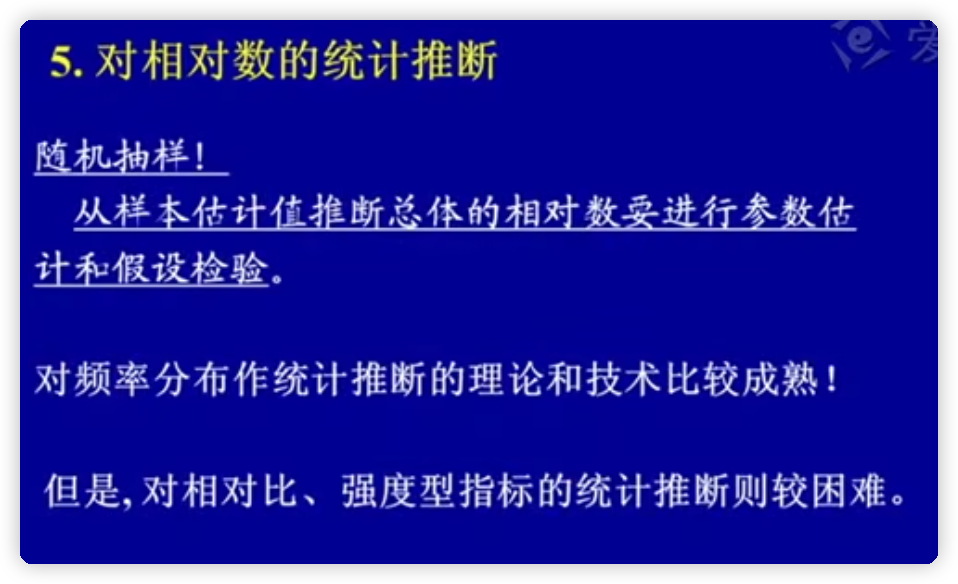 5. 对相对数的统计推断
随机抽样！
从样本估计值推断总体的相对数要进行参数估
计和假设检验。
对频率分布作统计推断的理论和技术比较成熟！
但是, 对相对比、强度型指标的统计推断则较困难。